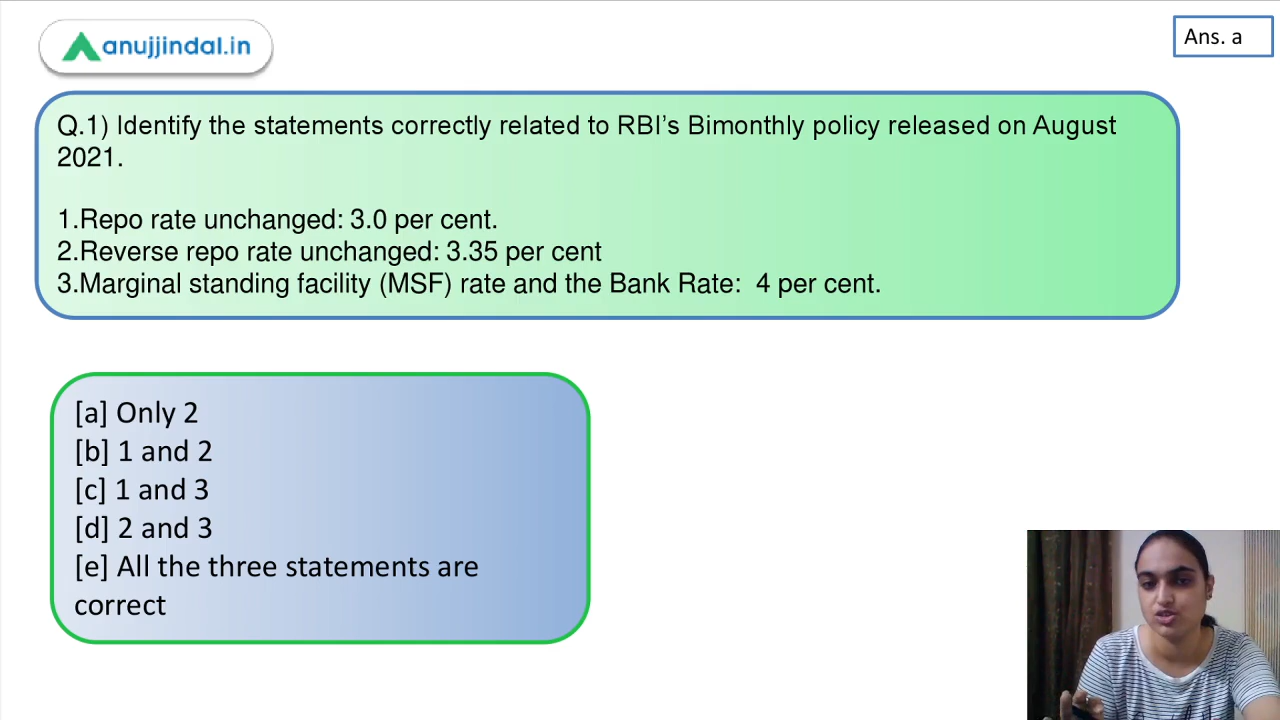 anujjindal.in
Ans. a
Q.1) Identify the statements correctly related to RBI's Bimonthly policy released on August
2021.
1.Repo rate unchanged: 3.0 per cent.
2.Reverse repo rate unchanged: 3.35 per cent
3.Marginal standing facility (MSF) rate and the Bank Rate:  4 per cent.
[a] Only 2
[b] 1 and 2
[c] 1 and 3
[d] 2 and 3
[e] All the three statements are
correct